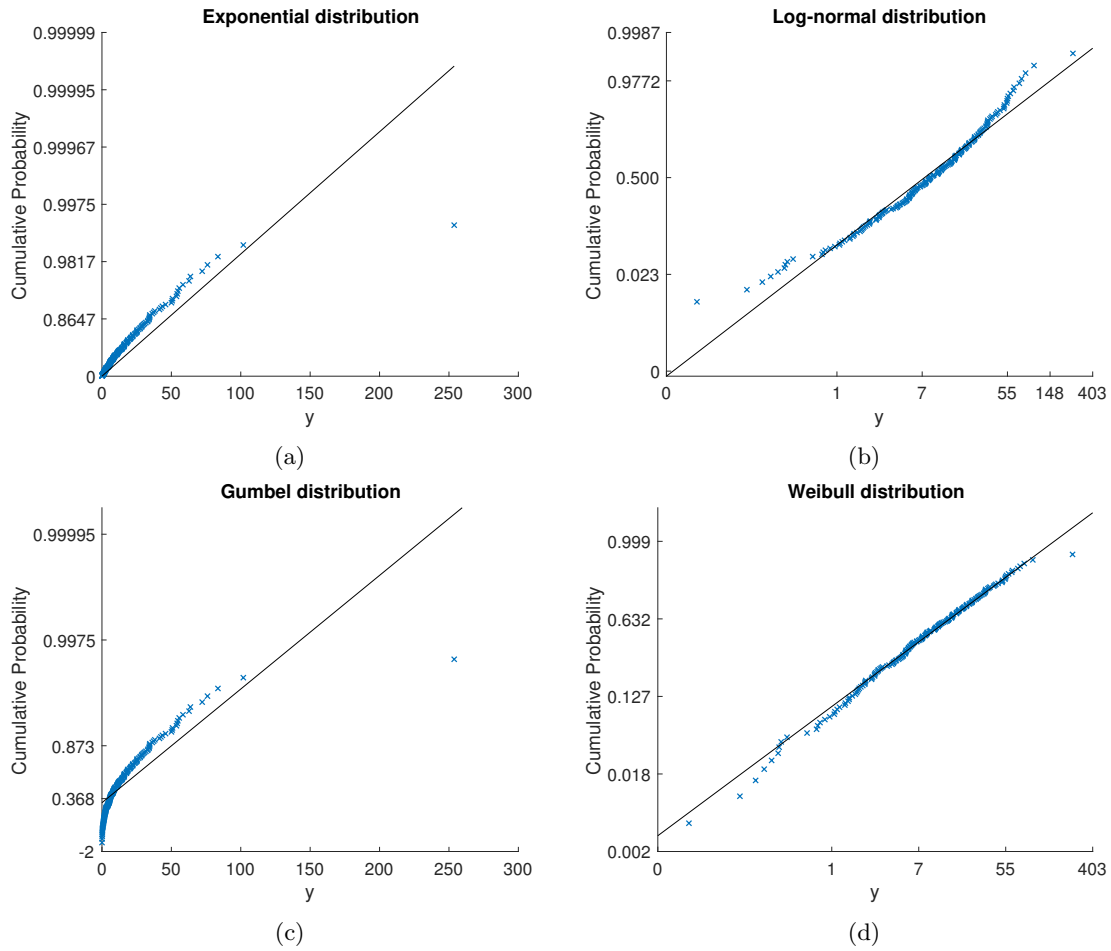 Exponential distribution
0.99999
0.99995
0.99967
0.9975
0.9817
0.8647
0
Cumulative Probability
0 50 100 150 200 250 300
y
(a)
Log-normal distribution
0.9987
0.9772
0.500
0.023
0
Cumulative Probability
0 1 7 55 148 403
y
(b)
Gumbel distribution
0.99995
0.9975
0.873
0.368
-2
Cumulative Probability
0 50 100 150 200 250 300
y
(c)
Weibull distribution
0.999
0.632
0.127
0.018
0.002
Cumulative Probability
0 1 7 55 403
y
(d)